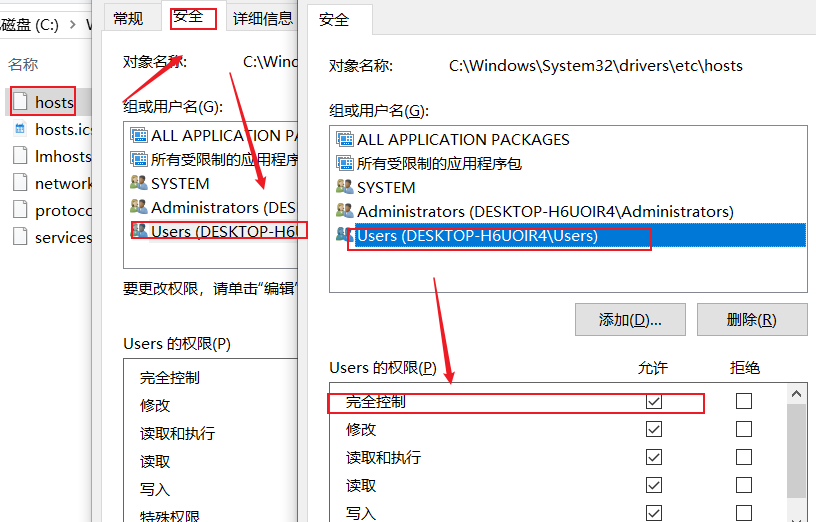 磁盘 (C:)
名称
hosts
hosts.ics
lmhosts
network
protoco
services
常规
安全
详细信息
对象名称:
C:\Winc
组或用户名(G):
ALL APPLICATION PA
所有受限制的应用程序
SYSTEM
Administrators (DES
Users (DESKTOP-H6U
要更改权限，请单击“编辑”
Users 的权限(P)
完全控制
修改
读取和执行
读取
写入
特殊权限
安全
对象名称:
C:\Windows\System32\drivers\etc\hosts
组或用户名(G):
ALL APPLICATION PACKAGES
所有受限制的应用程序包
SYSTEM
Administrators (DESKTOP-H6UOIR4\Administrators)
Users (DESKTOP-H6UOIR4\Users)
添加(D)...
删除(R)
Users 的权限(P)
允许
拒绝
完全控制
修改
读取和执行
读取
写入